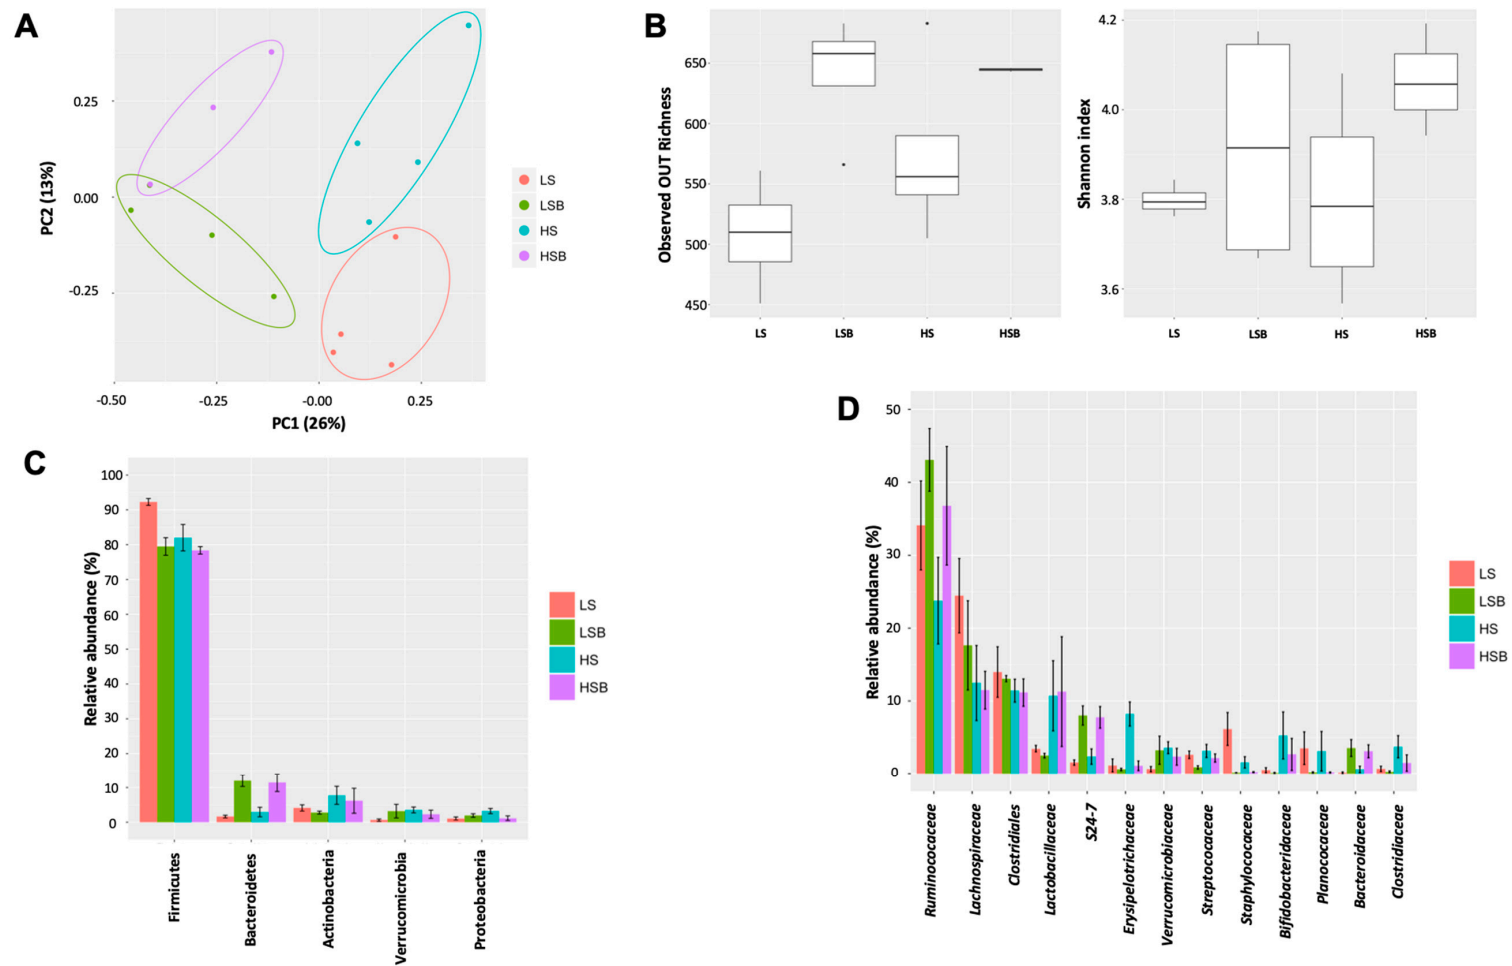 A
0.25
0.00
-0.25
-0.50
-0.25
-0.00
0.25
PC2 (13%)
PC1 (26%)
LS
LSB
HS
HSB
B
650
600
550
500
450
Observed OUT Richness
LS
LSB
HS
HSB
4.2
4.0
3.8
3.6
Shannon index
LS
LSB
HS
HSB
C
100
90
80
70
60
50
40
30
20
10
0
Relative abundance (%)
Firmicutes
Bacteroidetes
Actinobacteria
Verrucomicrobia
Proteobacteria
LS
LSB
HS
HSB
D
50
40
30
20
10
0
Relative abundance (%)
Ruminococcaceae
Lachnospiraceae
Clostridiales
Lactobacillaceae
S24-7
Erysipelotrichaceae
Verrucomicrobiaceae
Streptococaceae
Staphylococaceae
Bifidobacteridaceae
Planococaceae
Bacteroidaceae
Clostridiaceae
LS
LSB
HS
HSB